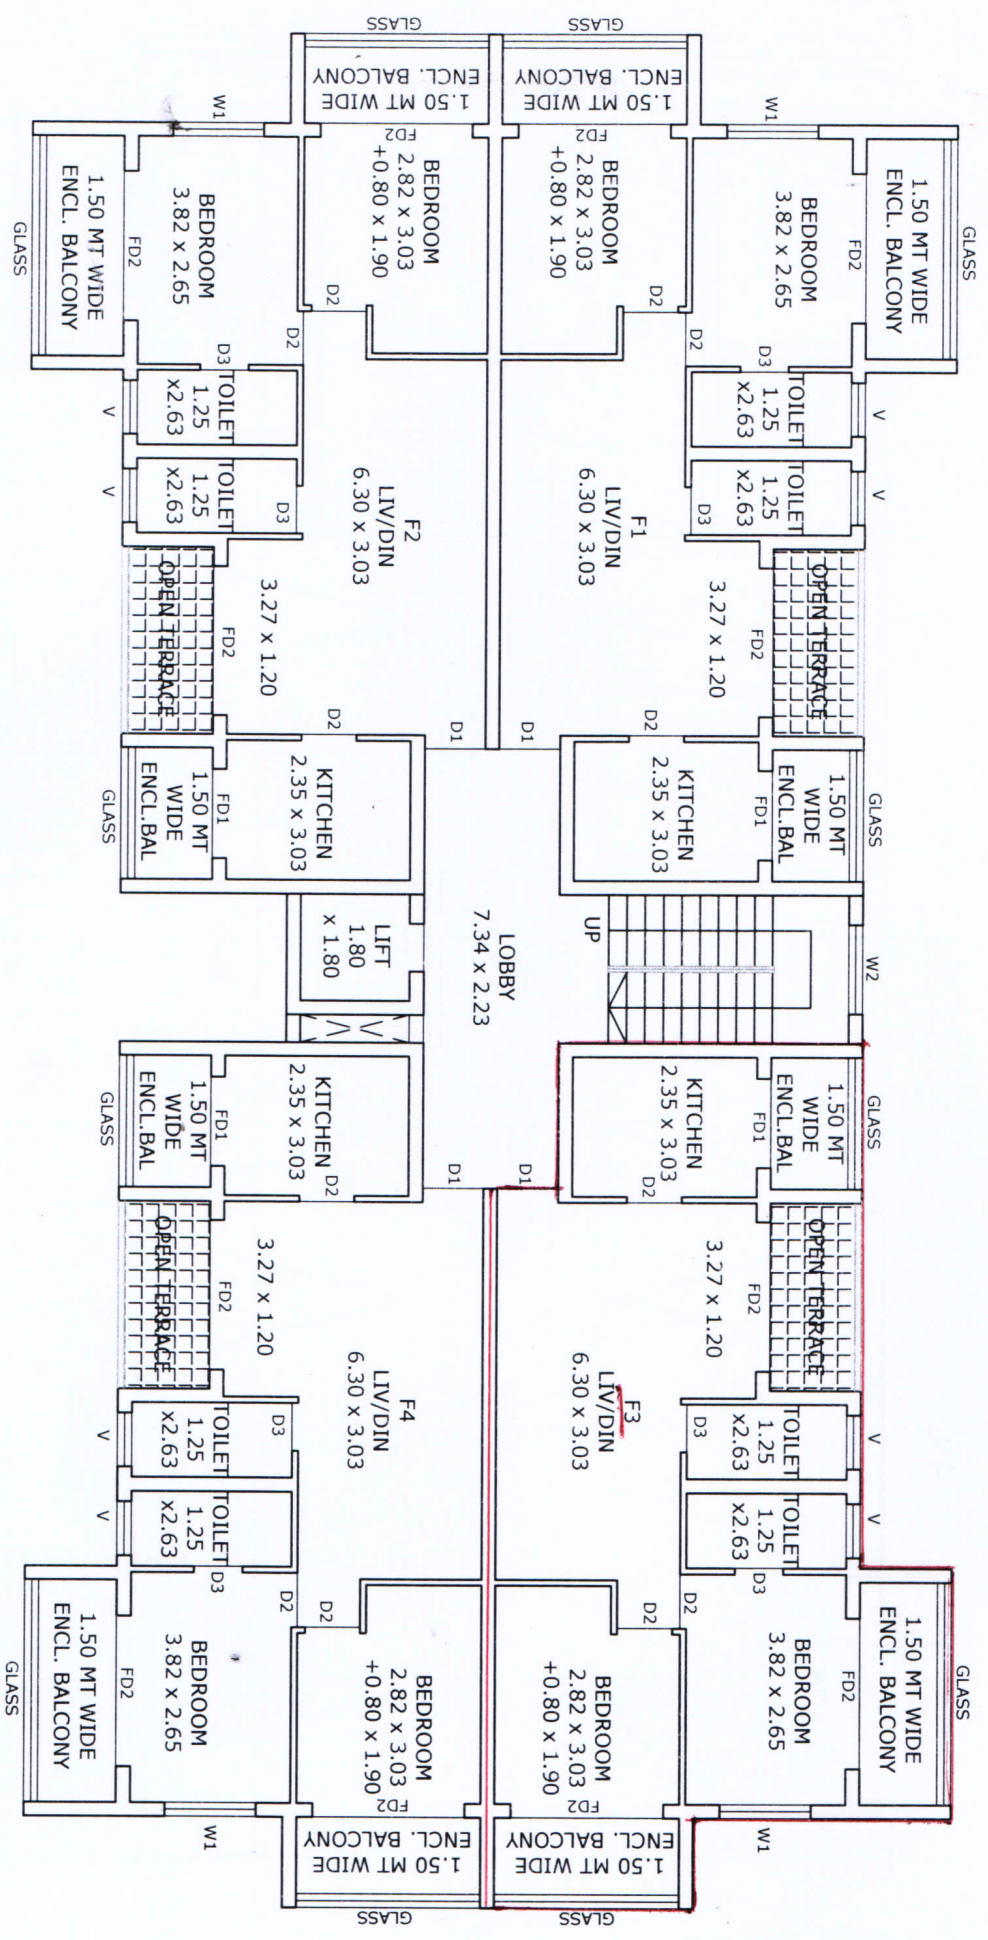 GLASS
1.50 MT WIDE
ENCL. BALCONY
FD2
W1
BEDROOM
3.82 x 2.65
D3
D2
TOILET
1.25
x2.63
V
TOILET
1.25
x2.63
V
D3
OPEN TERRACE
FD2
3.27 x 1.20
GLASS
1.50 MT
WIDE
ENCL.BAL
FD1
KITCHEN
2.35 x 3.03
D2
GLASS
1.50 MT WIDE
ENCL. BALCONY
FD2
BEDROOM
2.82 x 3.03
+0.80 x 1.90
D2
F1
LIV/DIN
6.30 x 3.03
D1
W2
UP
LOBBY
7.34 x 2.23
LIFT
1.80
x 1.80
GLASS
1.50 MT
WIDE
ENCL.BAL
FD1
KITCHEN
2.35 x 3.03
D2
D1
OPEN TERRACE
FD2
3.27 x 1.20
F3
LIV/DIN
6.30 x 3.03
TOILET
1.25
x2.63
V
D3
TOILET
1.25
x2.63
V
D3
D2
GLASS
1.50 MT WIDE
ENCL. BALCONY
FD2
BEDROOM
3.82 x 2.65
W1
D2
BEDROOM
2.82 x 3.03
+0.80 x 1.90
FD2
1.50 MT WIDE
ENCL. BALCONY
GLASS
GLASS
1.50 MT WIDE
ENCL. BALCONY
FD2
BEDROOM
2.82 x 3.03
+0.80 x 1.90
D2
F2
LIV/DIN
6.30 x 3.03
D1
W1
BEDROOM
3.82 x 2.65
D2
D3
FD2
1.50 MT WIDE
ENCL. BALCONY
GLASS
TOILET
1.25
x2.63
V
TOILET
1.25
x2.63
V
D3
3.27 x 1.20
FD2
OPEN TERRACE
D2
KITCHEN
2.35 x 3.03
FD1
1.50 MT
WIDE
ENCL.BAL
GLASS
KITCHEN
2.35 x 3.03
D2
FD1
1.50 MT
WIDE
ENCL.BAL
GLASS
D1
F4
LIV/DIN
6.30 x 3.03
3.27 x 1.20
FD2
OPEN TERRACE
D3
TOILET
1.25
x2.63
V
TOILET
1.25
x2.63
V
D3
D2
D2
BEDROOM
2.82 x 3.03
+0.80 x 1.90
FD2
1.50 MT WIDE
ENCL. BALCONY
GLASS
BEDROOM
3.82 x 2.65
W1
FD2
1.50 MT WIDE
ENCL. BALCONY
GLASS